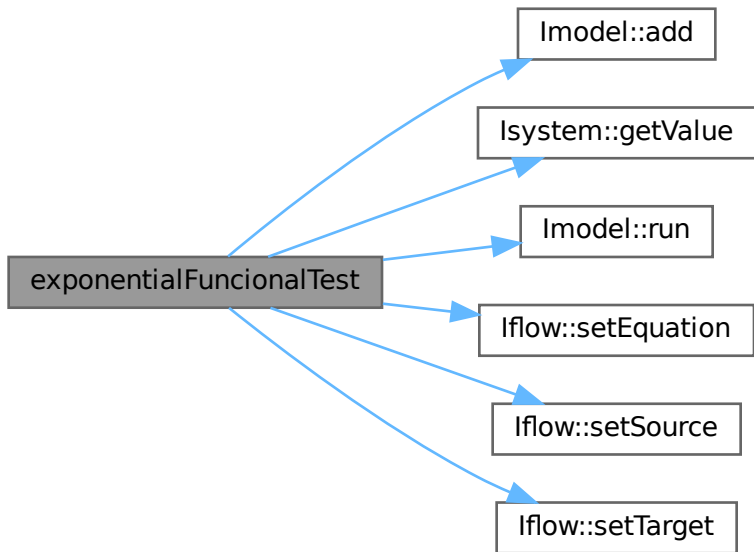 Imodel::add
Isystem::getValue
Imodel::run
exponentialFuncionalTest
Iflow::setEquation
Iflow::setSource
Iflow::setTarget